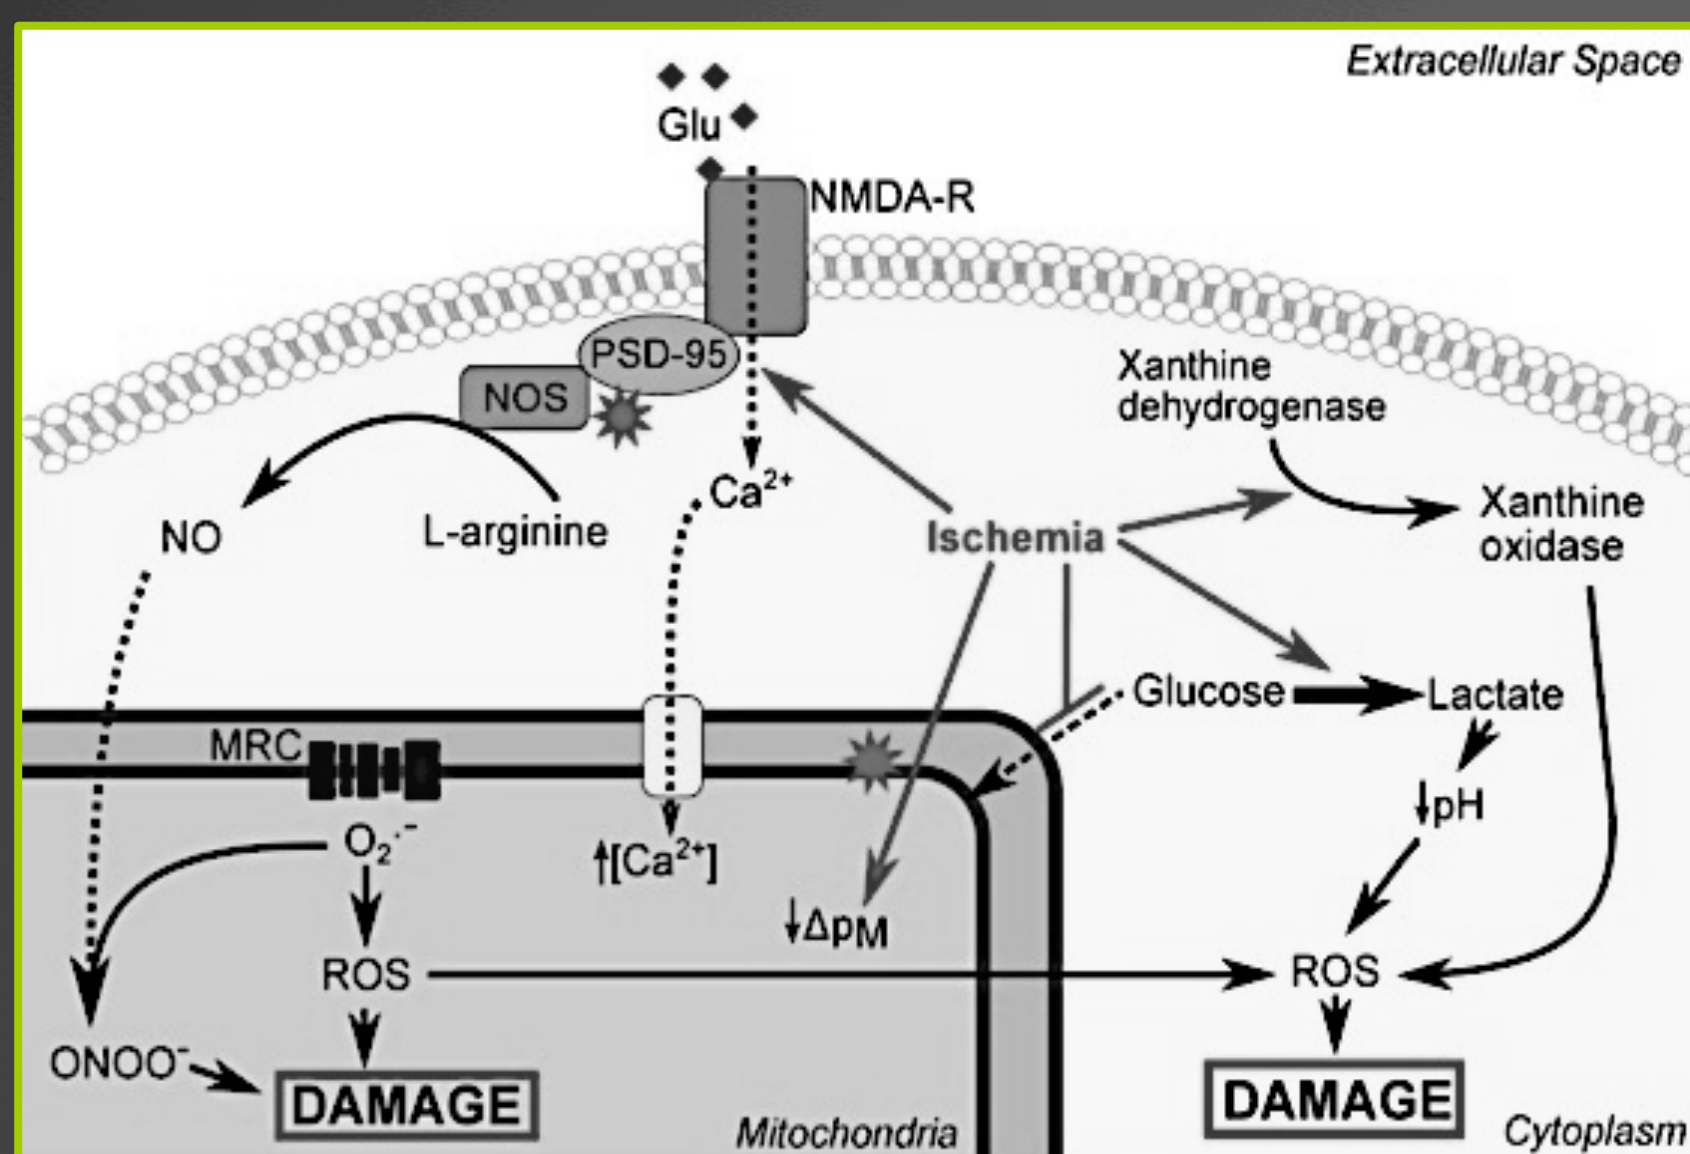 Extracellular Space
Glu
NMDA-R
PSD-95
NOS
Xanthine
dehydrogenase
Ca²⁺
NO
L-arginine
Ischemia
Xanthine
oxidase
Glucose
Lactate
MRC
↓pH
O₂·⁻
↑[Ca²⁺]
↓ΔpM
ROS
ROS
ONOO⁻
DAMAGE
DAMAGE
Mitochondria
Cytoplasm